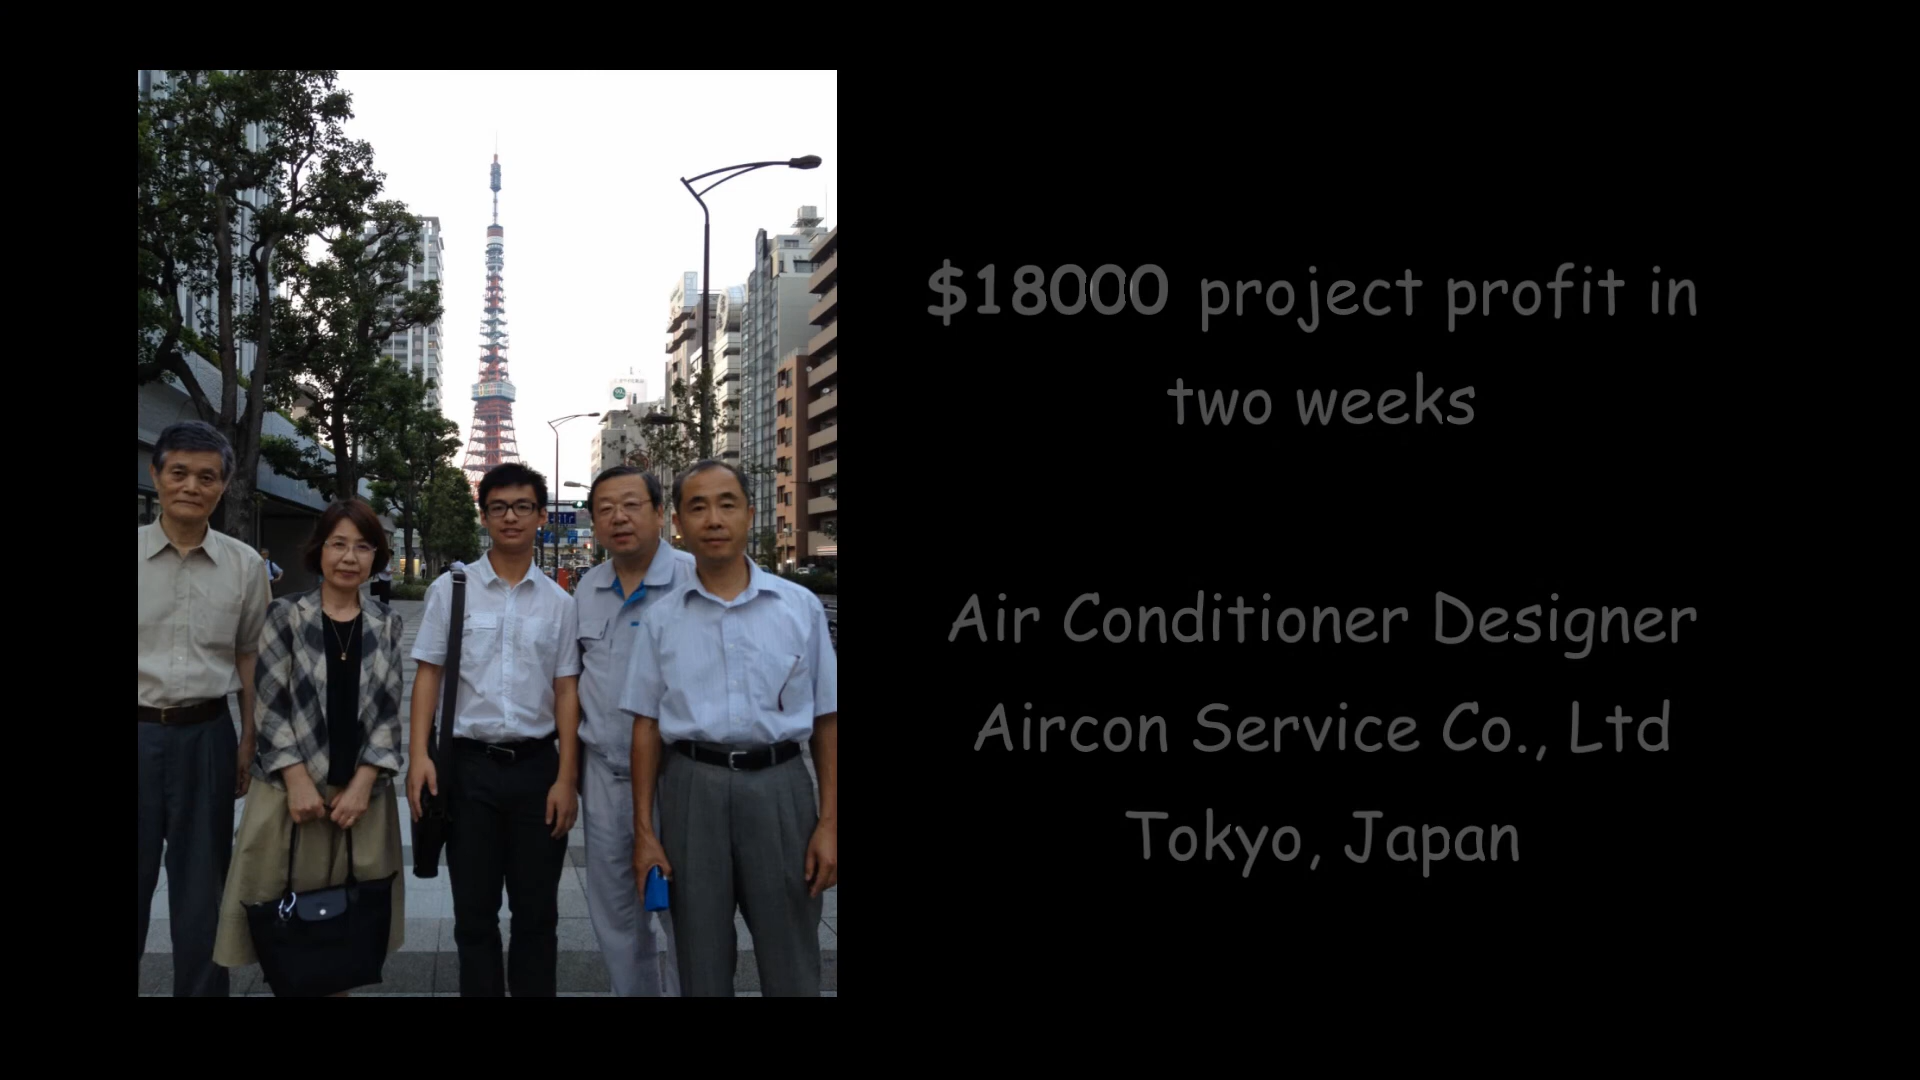 $18000 project profit in
two weeks
Air Conditioner Designer
Aircon Service Co., Ltd
Tokyo, Japan